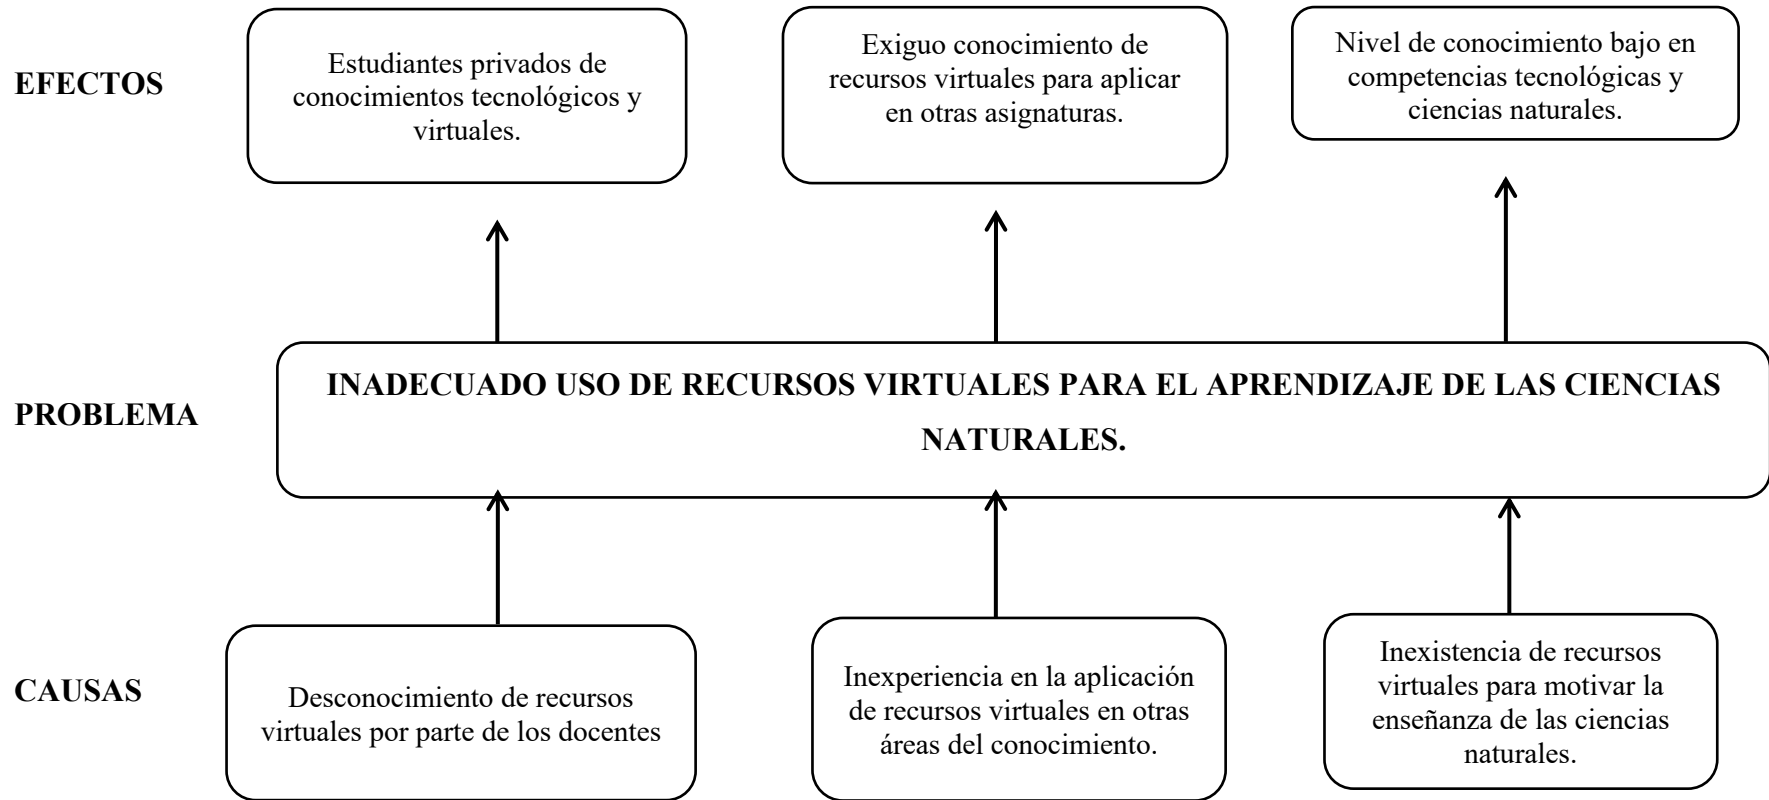 EFECTOS
Estudiantes privados de
conocimientos tecnológicos y
virtuales.
Exiguo conocimiento de
recursos virtuales para aplicar
en otras asignaturas.
Nivel de conocimiento bajo en
competencias tecnológicas y
ciencias naturales.
PROBLEMA
INADECUADO USO DE RECURSOS VIRTUALES PARA EL APRENDIZAJE DE LAS CIENCIAS
NATURALES.
CAUSAS
Desconocimiento de recursos
virtuales por parte de los docentes
Inexperiencia en la aplicación
de recursos virtuales en otras
áreas del conocimiento.
Inexistencia de recursos
virtuales para motivar la
enseñanza de las ciencias
naturales.